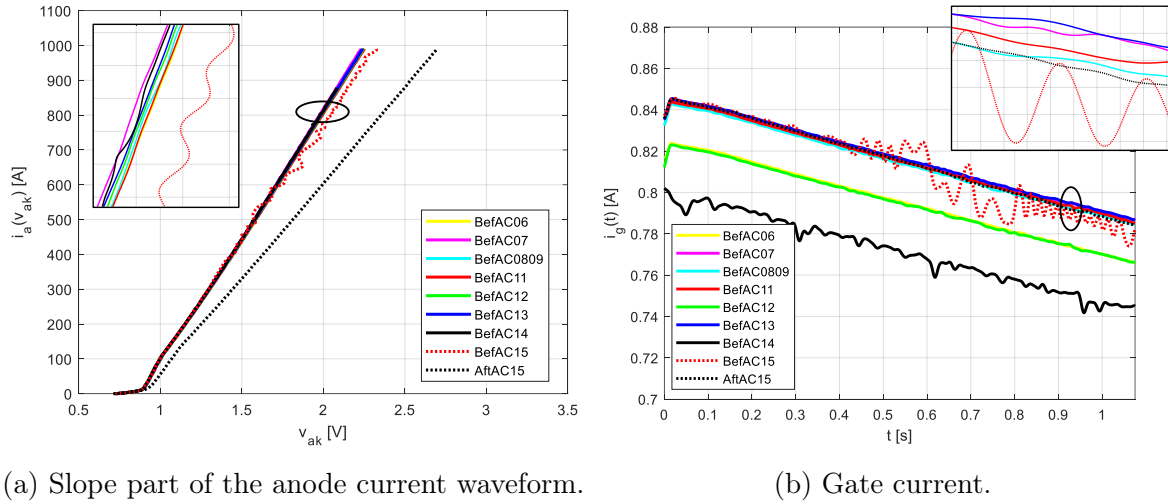 1100
1000
900
800
700
600
500
400
300
200
100
0
i_a(v_ak) [A]
0.5
1
1.5
2
2.5
3
3.5
v_ak [V]
BefAC06
BefAC07
BefAC0809
BefAC11
BefAC12
BefAC13
BefAC14
BefAC15
AftAC15
(a) Slope part of the anode current waveform.
0.88
0.86
0.84
0.82
0.8
0.78
0.76
0.74
0.72
0.7
i_g(t) [A]
0
0.1
0.2
0.3
0.4
0.5
0.6
0.7
0.8
0.9
1
t [s]
BefAC06
BefAC07
BefAC0809
BefAC11
BefAC12
BefAC13
BefAC14
BefAC15
AftAC15
(b) Gate current.